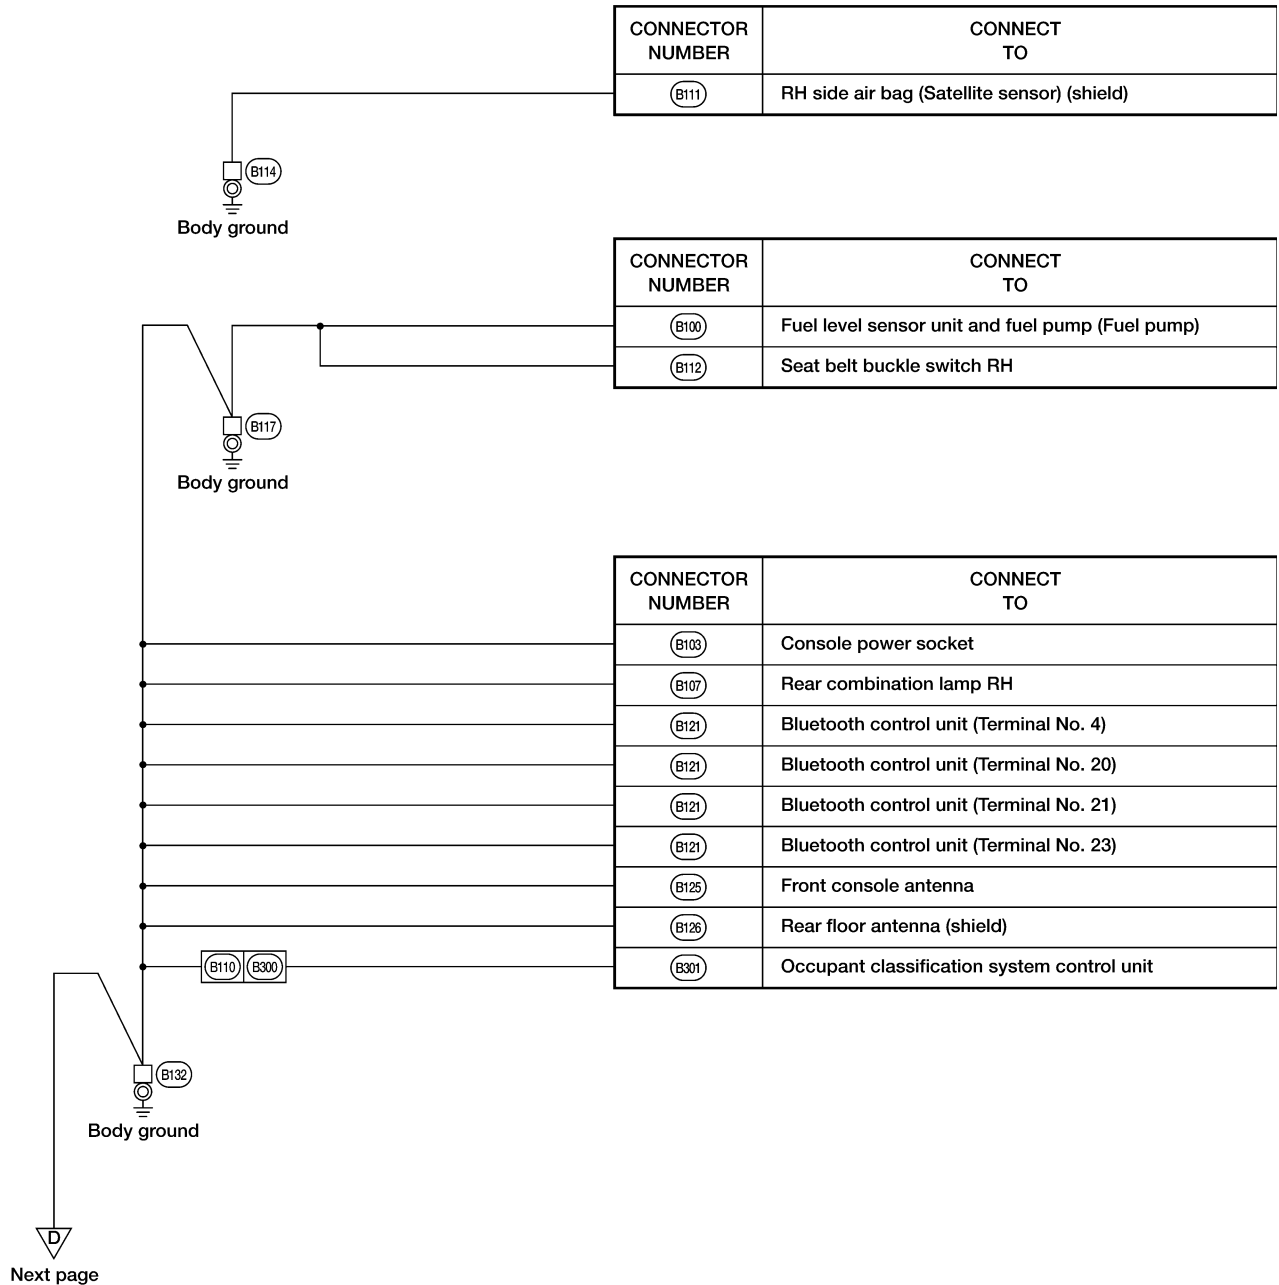 CONNECTOR NUMBER CONNECT TO
B111 RH side air bag (Satellite sensor) (shield)
B114
Body ground
CONNECTOR NUMBER CONNECT TO
B100 Fuel level sensor unit and fuel pump (Fuel pump)
B112 Seat belt buckle switch RH
B117
Body ground
CONNECTOR NUMBER CONNECT TO
B103 Console power socket
B107 Rear combination lamp RH
B121 Bluetooth control unit (Terminal No. 4)
B121 Bluetooth control unit (Terminal No. 20)
B121 Bluetooth control unit (Terminal No. 21)
B121 Bluetooth control unit (Terminal No. 23)
B125 Front console antenna
B126 Rear floor antenna (shield)
B110 B300 B301 Occupant classification system control unit
B132
Body ground
D
Next page